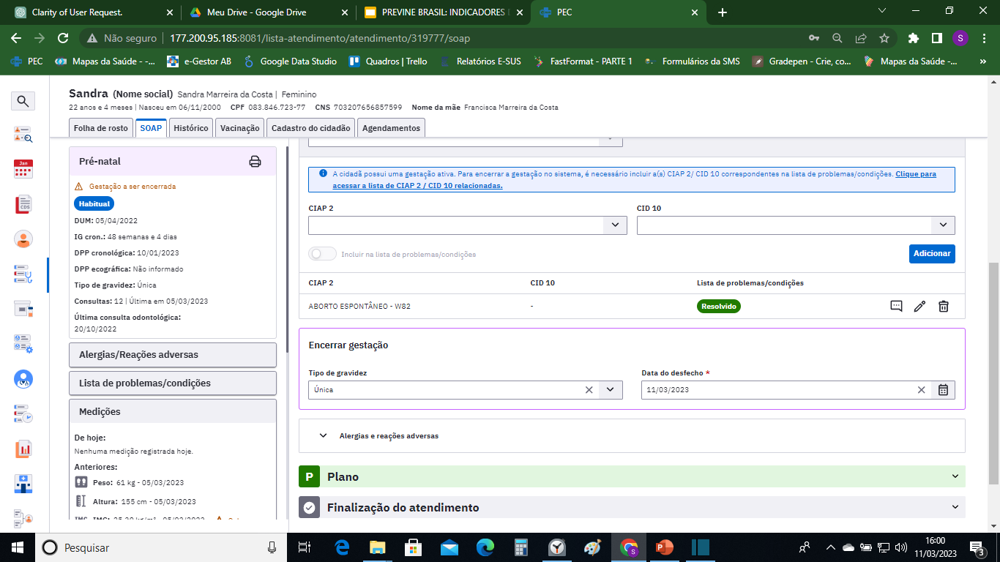 Clarity of User Request.
Meu Drive - Google Drive
PREVINE BRASIL: INDICADORES
PEC
Não seguro | 177.200.95.185:8081/lista-atendimento/atendimento/319777/soap
S
PEC
Mapas da Saúde - -...
e-Gestor AB
Google Data Studio
Quadros | Trello
Relatórios E-SUS
FastFormat - PARTE 1
Formulários da SMS
Gradepen - Crie, co...
Mapas da Saúde -...
»
Sandra (Nome social) Sandra Marreira da Costa | Feminino
22 anos e 4 meses | Nasceu em 06/11/2000 CPF 083.846.723-77 CNS 703207656857599 Nome da mãe Francisca Marreira da Costa
Folha de rosto SOAP Histórico Vacinação Cadastro do cidadão Agendamentos
Jan
CDS
Pré-natal
Gestação a ser encerrada
Habitual
DUM: 05/04/2022
IG cron.: 48 semanas e 4 dias
DPP cronológica: 10/01/2023
DPP ecográfica: Não informado
Tipo de gravidez: Única
Consultas: 12 | Última em 05/03/2023
Última consulta odontológica:
20/10/2022
Alergias/Reações adversas
Lista de problemas/condições
Medições
De hoje:
Nenhuma medição registrada hoje.
Anteriores:
Peso: 61 kg - 05/03/2023
Altura: 155 cm - 05/03/2023
A cidadã possui uma gestação ativa. Para encerrar a gestação no sistema, é necessário incluir a(s) CIAP 2/ CID 10 correspondentes na lista de problemas/condições. Clique para
acessar a lista de CIAP 2 / CID 10 relacionadas.
CIAP 2 CID 10
Incluir na lista de problemas/condições Adicionar
CIAP 2 CID 10 Lista de problemas/condições
ABORTO ESPONTÂNEO - W82 - Resolvido
Encerrar gestação
Tipo de gravidez Data do desfecho *
Única 11/03/2023
Alergias e reações adversas
P Plano
Finalização do atendimento
Pesquisar
S
P
16:00
11/03/2023
3